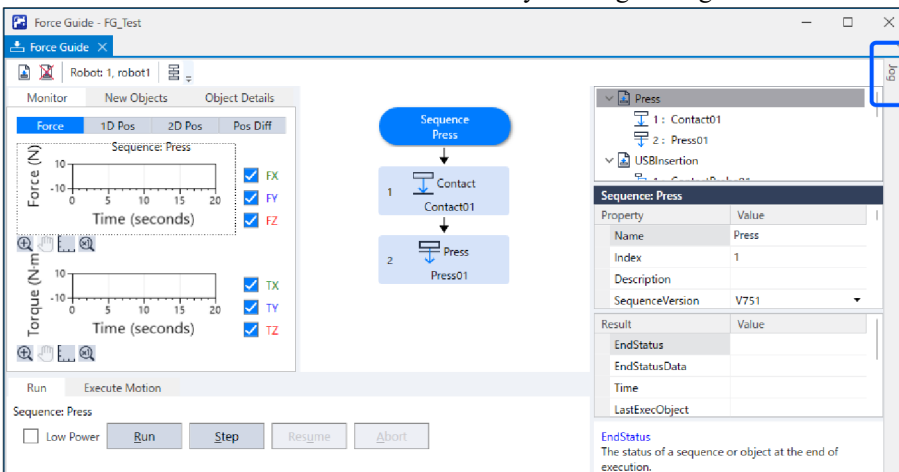 Force Guide - FG_Test
Force Guide
Robot: 1, robot1
Jog
Monitor New Objects Object Details
Force 1D Pos 2D Pos Pos Diff
Sequence: Press
Force (N)
10
-10
0 5 10 15 20
Time (seconds)
FX
FY
FZ
Torque (N·m
10
-10
0 5 10 15 20
Time (seconds)
TX
TY
TZ
Run Execute Motion
Sequence: Press
Low Power Run Step Resume Abort
Sequence
Press
1 Contact
Contact01
2 Press
Press01
Press
1 : Contact01
2 : Press01
USBInsertion
Sequence: Press
Property Value
Name Press
Index 1
Description
SequenceVersion V751
Result Value
EndStatus
EndStatusData
Time
LastExecObject
EndStatus
The status of a sequence or object at the end of
execution.